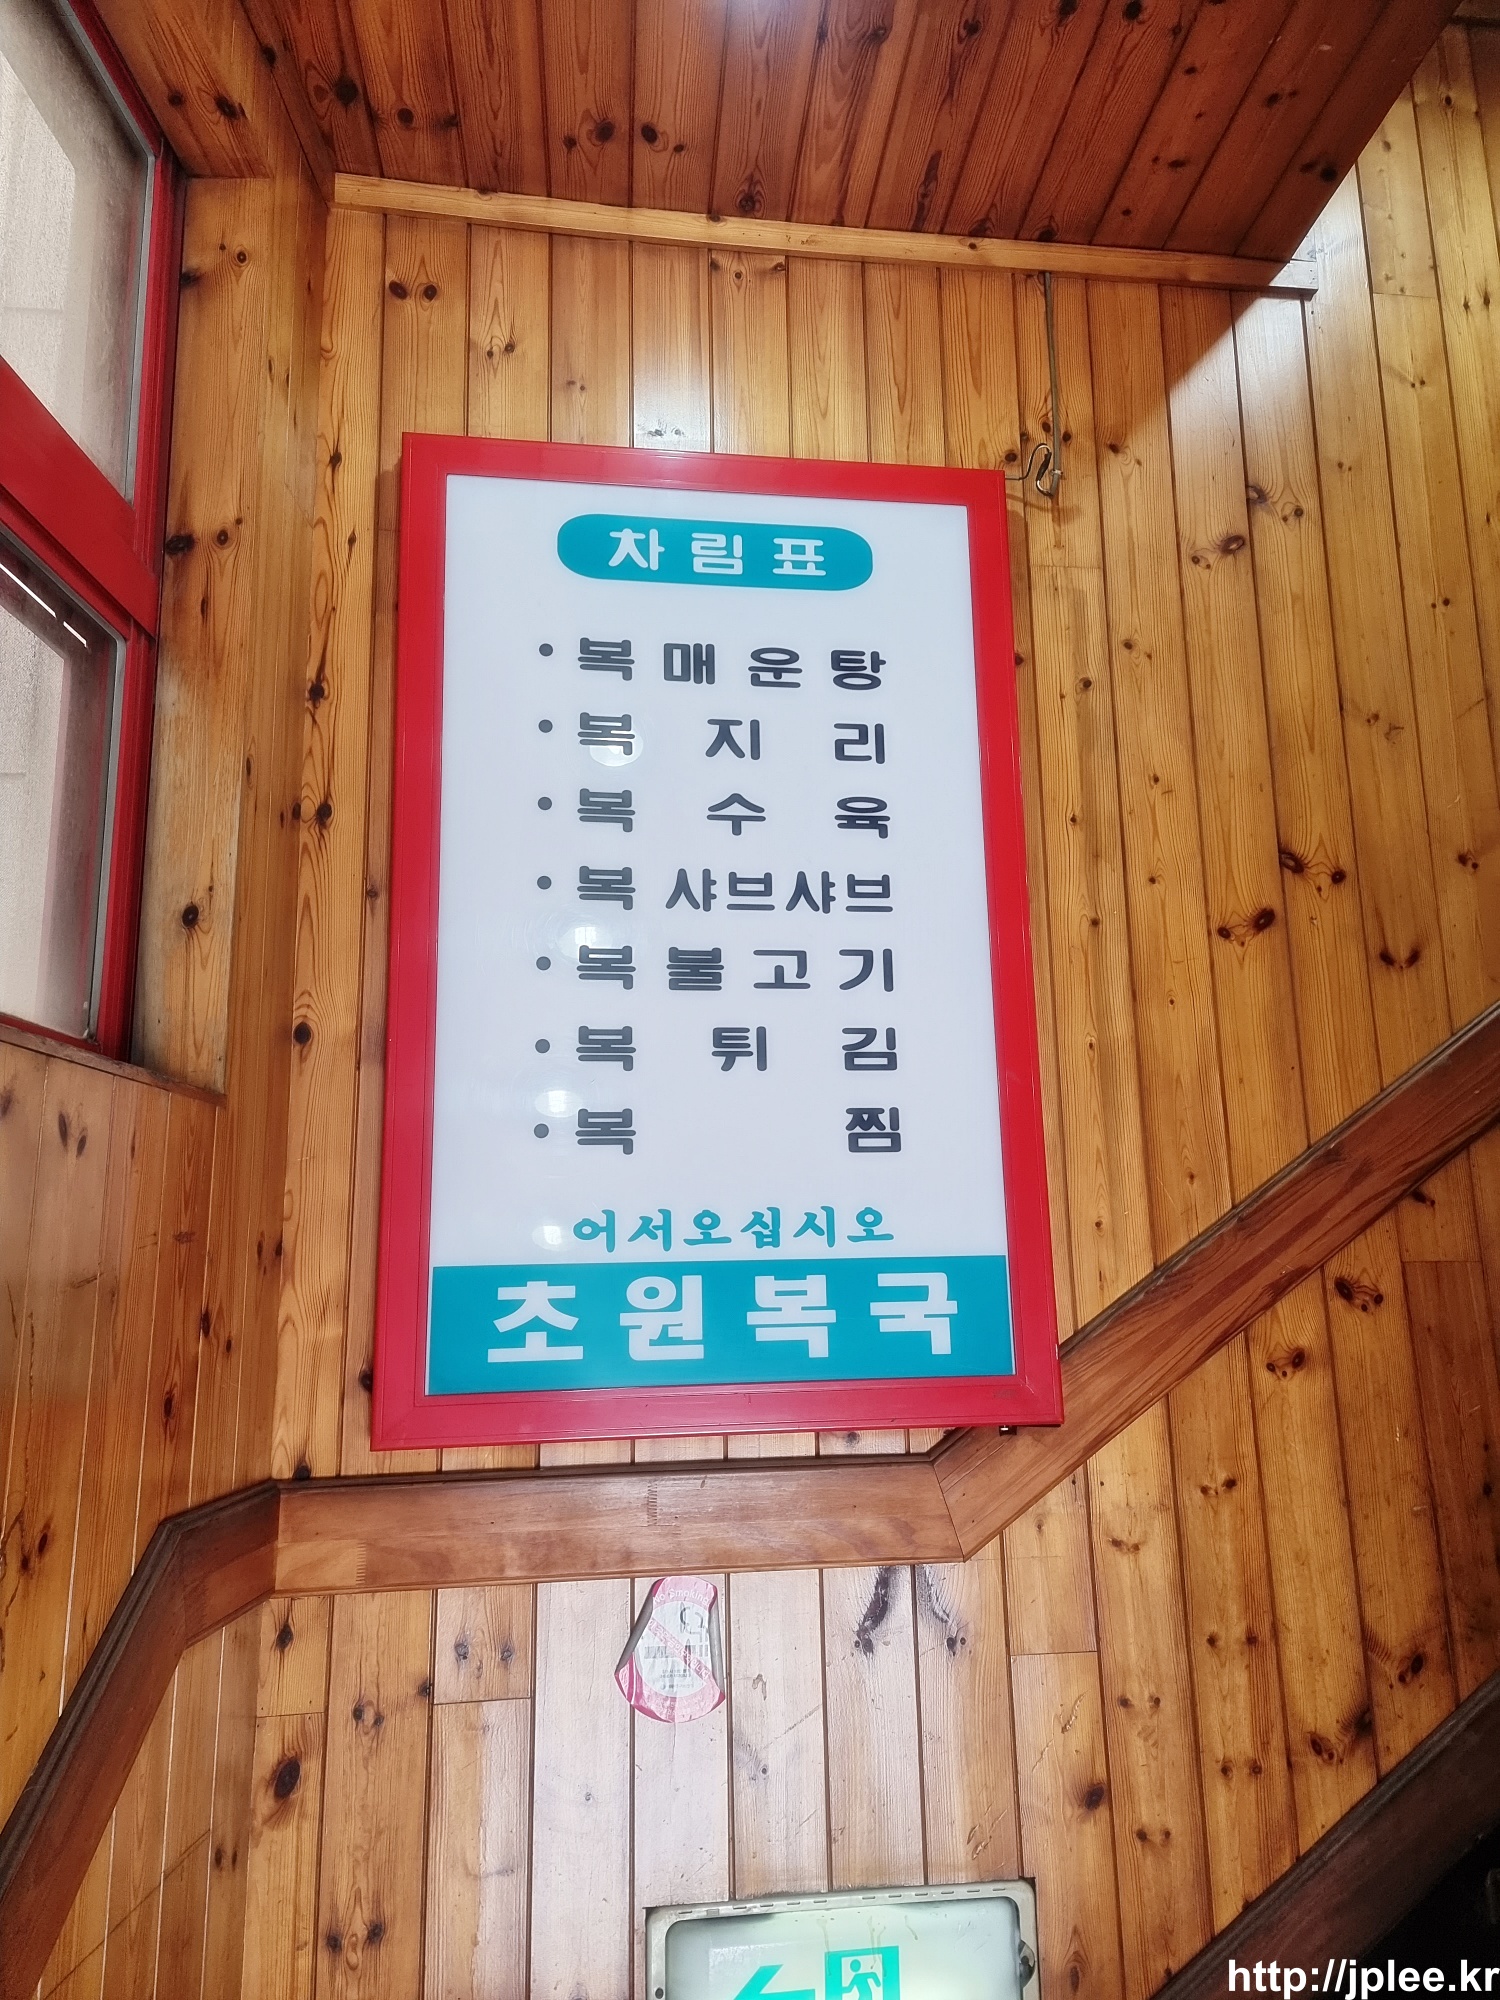 차림표
• 복매운탕
• 복지리
• 복수육
• 복샤브샤브
• 복불고기
• 복튀김
• 복찜
어서오십시오
초원복국
No Smoking
http://jplee.kr